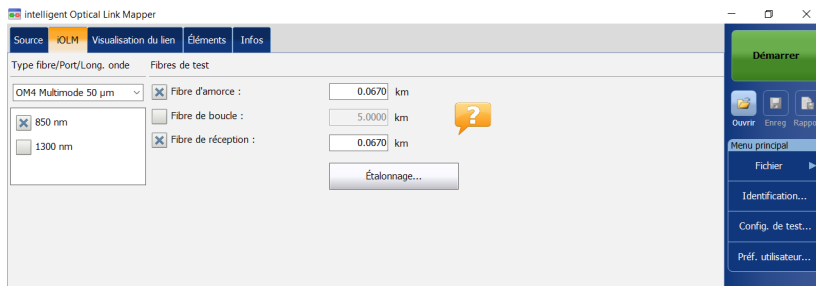 intelligent Optical Link Mapper
Source iOLM Visualisation du lien Éléments Infos
Type fibre/Port/Long. onde Fibres de test
OM4 Multimode 50 µm
Fibre d'amorce : 0.0670 km
850 nm
Fibre de boucle : 5.0000 km
1300 nm
Fibre de réception : 0.0670 km
?
Étalonnage...
Démarrer
Ouvrir Enreg Rappo
Menu principal
Fichier
Identification...
Config. de test...
Préf. utilisateur...